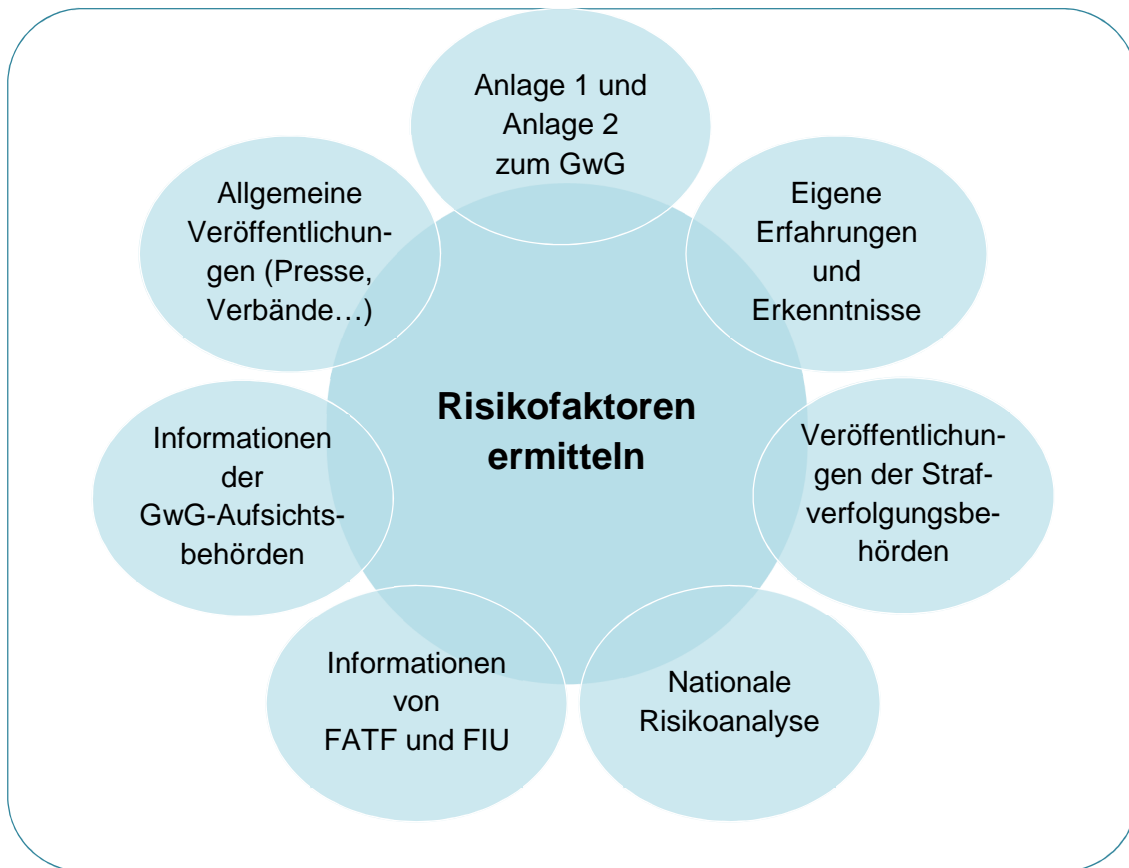 Anlage 1 und
Anlage 2
zum GwG
Eigene
Erfahrungen
und
Erkenntnisse
Veröffentlichun-
gen der Straf-
verfolgungsbe-
hörden
Nationale
Risikoanalyse
Informationen
von
FATF und FIU
Informationen
der
GwG-Aufsichts-
behörden
Allgemeine
Veröffentlichun-
gen (Presse,
Verbände…)
Risikofaktoren
ermitteln